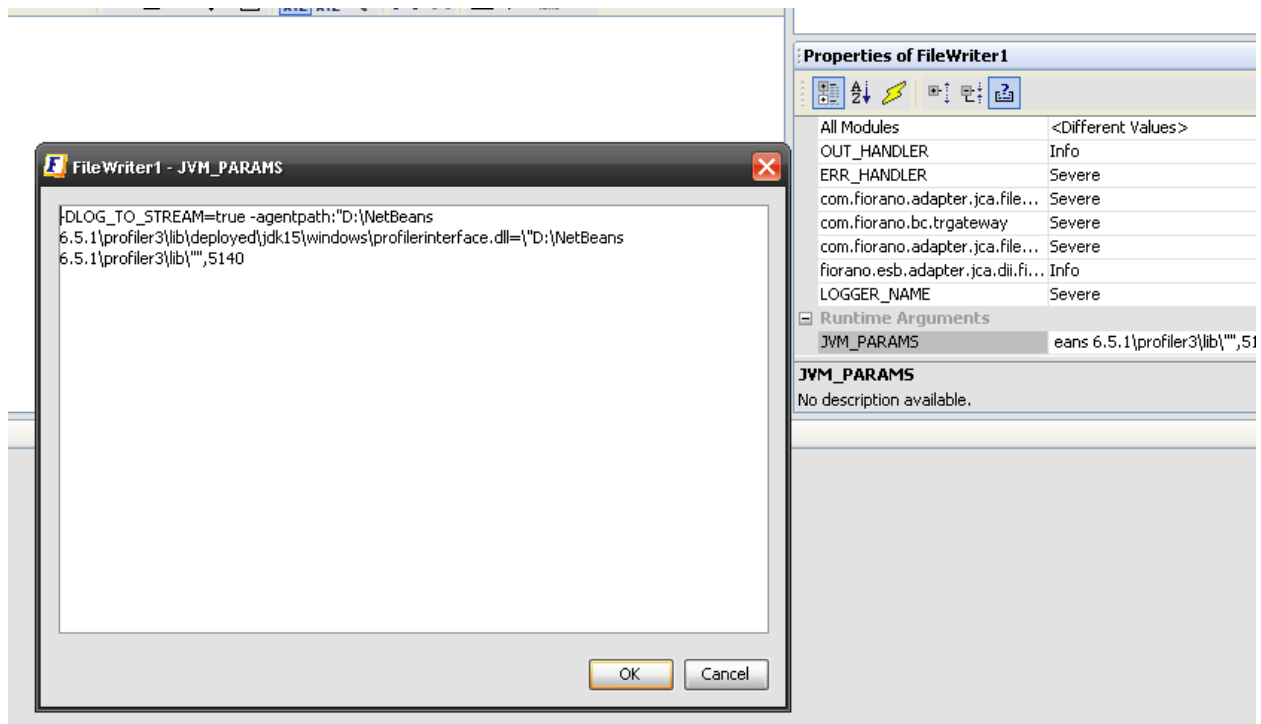 Properties of FileWriter1
All Modules <Different Values>
OUT_HANDLER Info
ERR_HANDLER Severe
com.fiorano.adapter.jca.file... Severe
com.fiorano.bc.trgateway Severe
com.fiorano.adapter.jca.file... Severe
fiorano.esb.adapter.jca.dii.fi... Info
LOGGER_NAME Severe
Runtime Arguments
JVM_PARAMS eans 6.5.1\profiler3\lib\"",51
JVM_PARAMS
No description available.
FileWriter1 - JVM_PARAMS
-DLOG_TO_STREAM=true -agentpath:"D:\NetBeans
6.5.1\profiler3\lib\deployed\jdk15\windows\profilerinterface.dll=\"D:\NetBeans
6.5.1\profiler3\lib\"",5140
OK Cancel